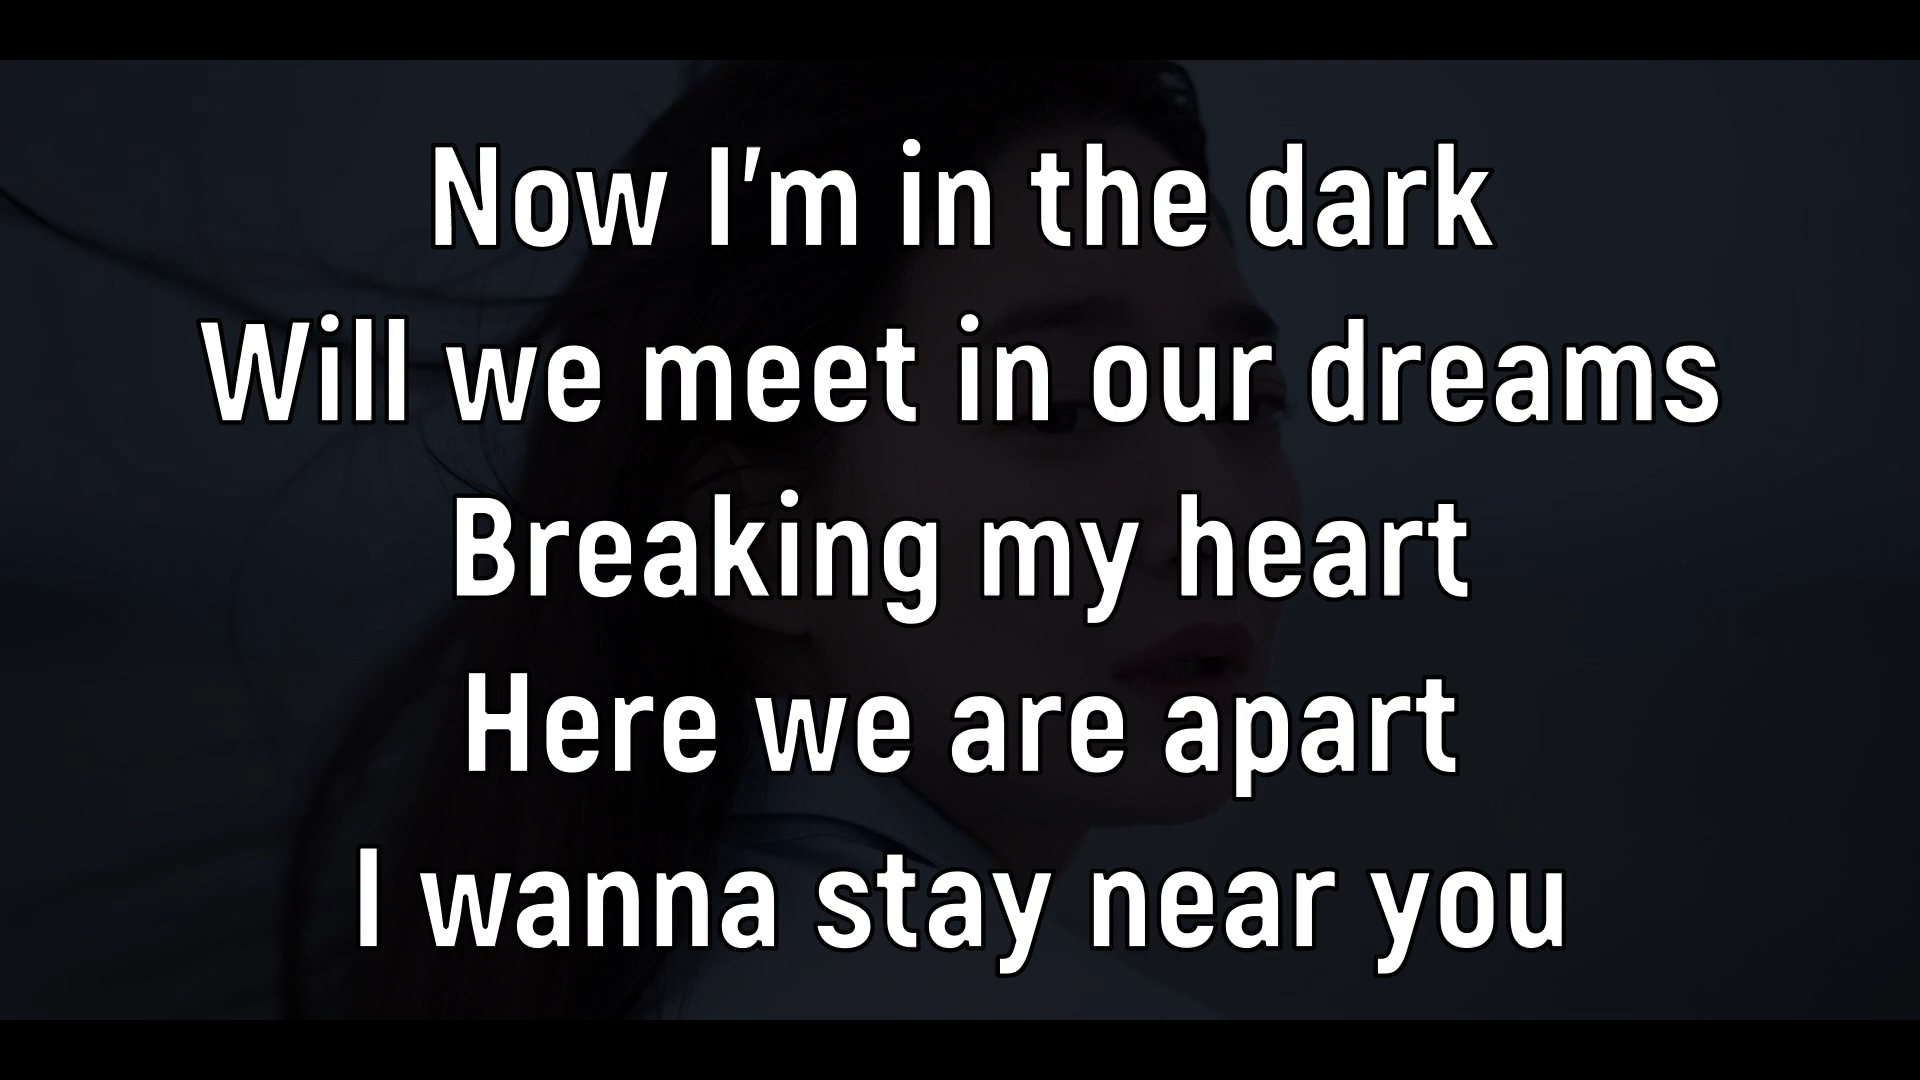 Now I'm in the dark
Will we meet in our dreams
Breaking my heart
Here we are apart
I wanna stay near you